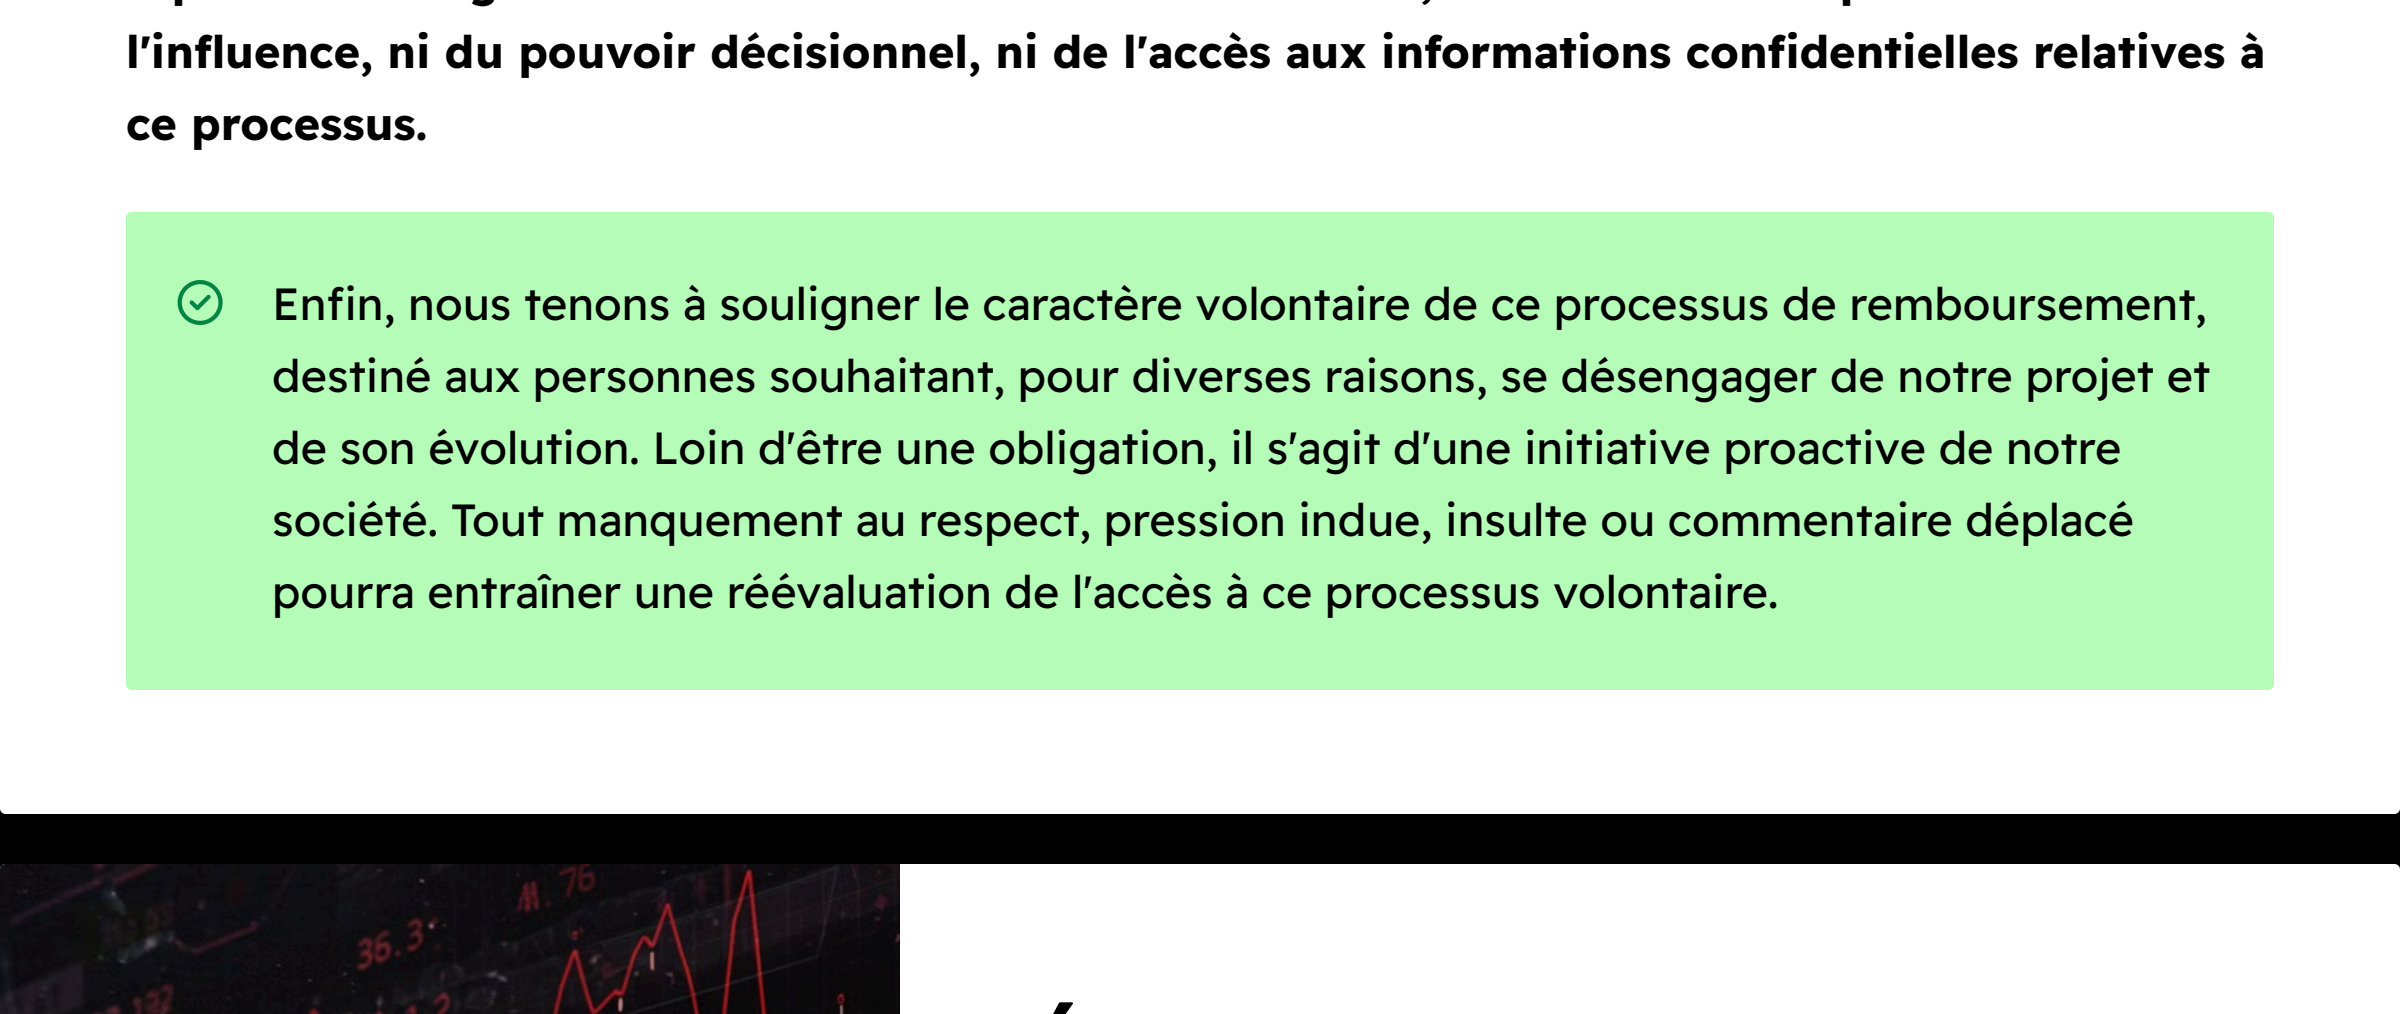 l'influence, ni du pouvoir décisionnel, ni de l'accès aux informations confidentielles relatives à
ce processus.
Enfin, nous tenons à souligner le caractère volontaire de ce processus de remboursement,
destiné aux personnes souhaitant, pour diverses raisons, se désengager de notre projet et
de son évolution. Loin d'être une obligation, il s'agit d'une initiative proactive de notre
société. Tout manquement au respect, pression indue, insulte ou commentaire déplacé
pourra entraîner une réévaluation de l'accès à ce processus volontaire.
76
36.3